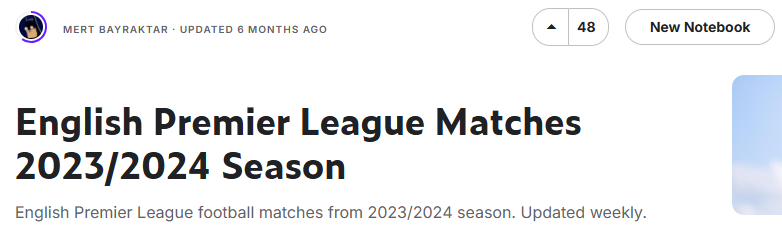 MERT BAYRAKTAR · UPDATED 6 MONTHS AGO
48
New Notebook
English Premier League Matches
2023/2024 Season
English Premier League football matches from 2023/2024 season. Updated weekly.